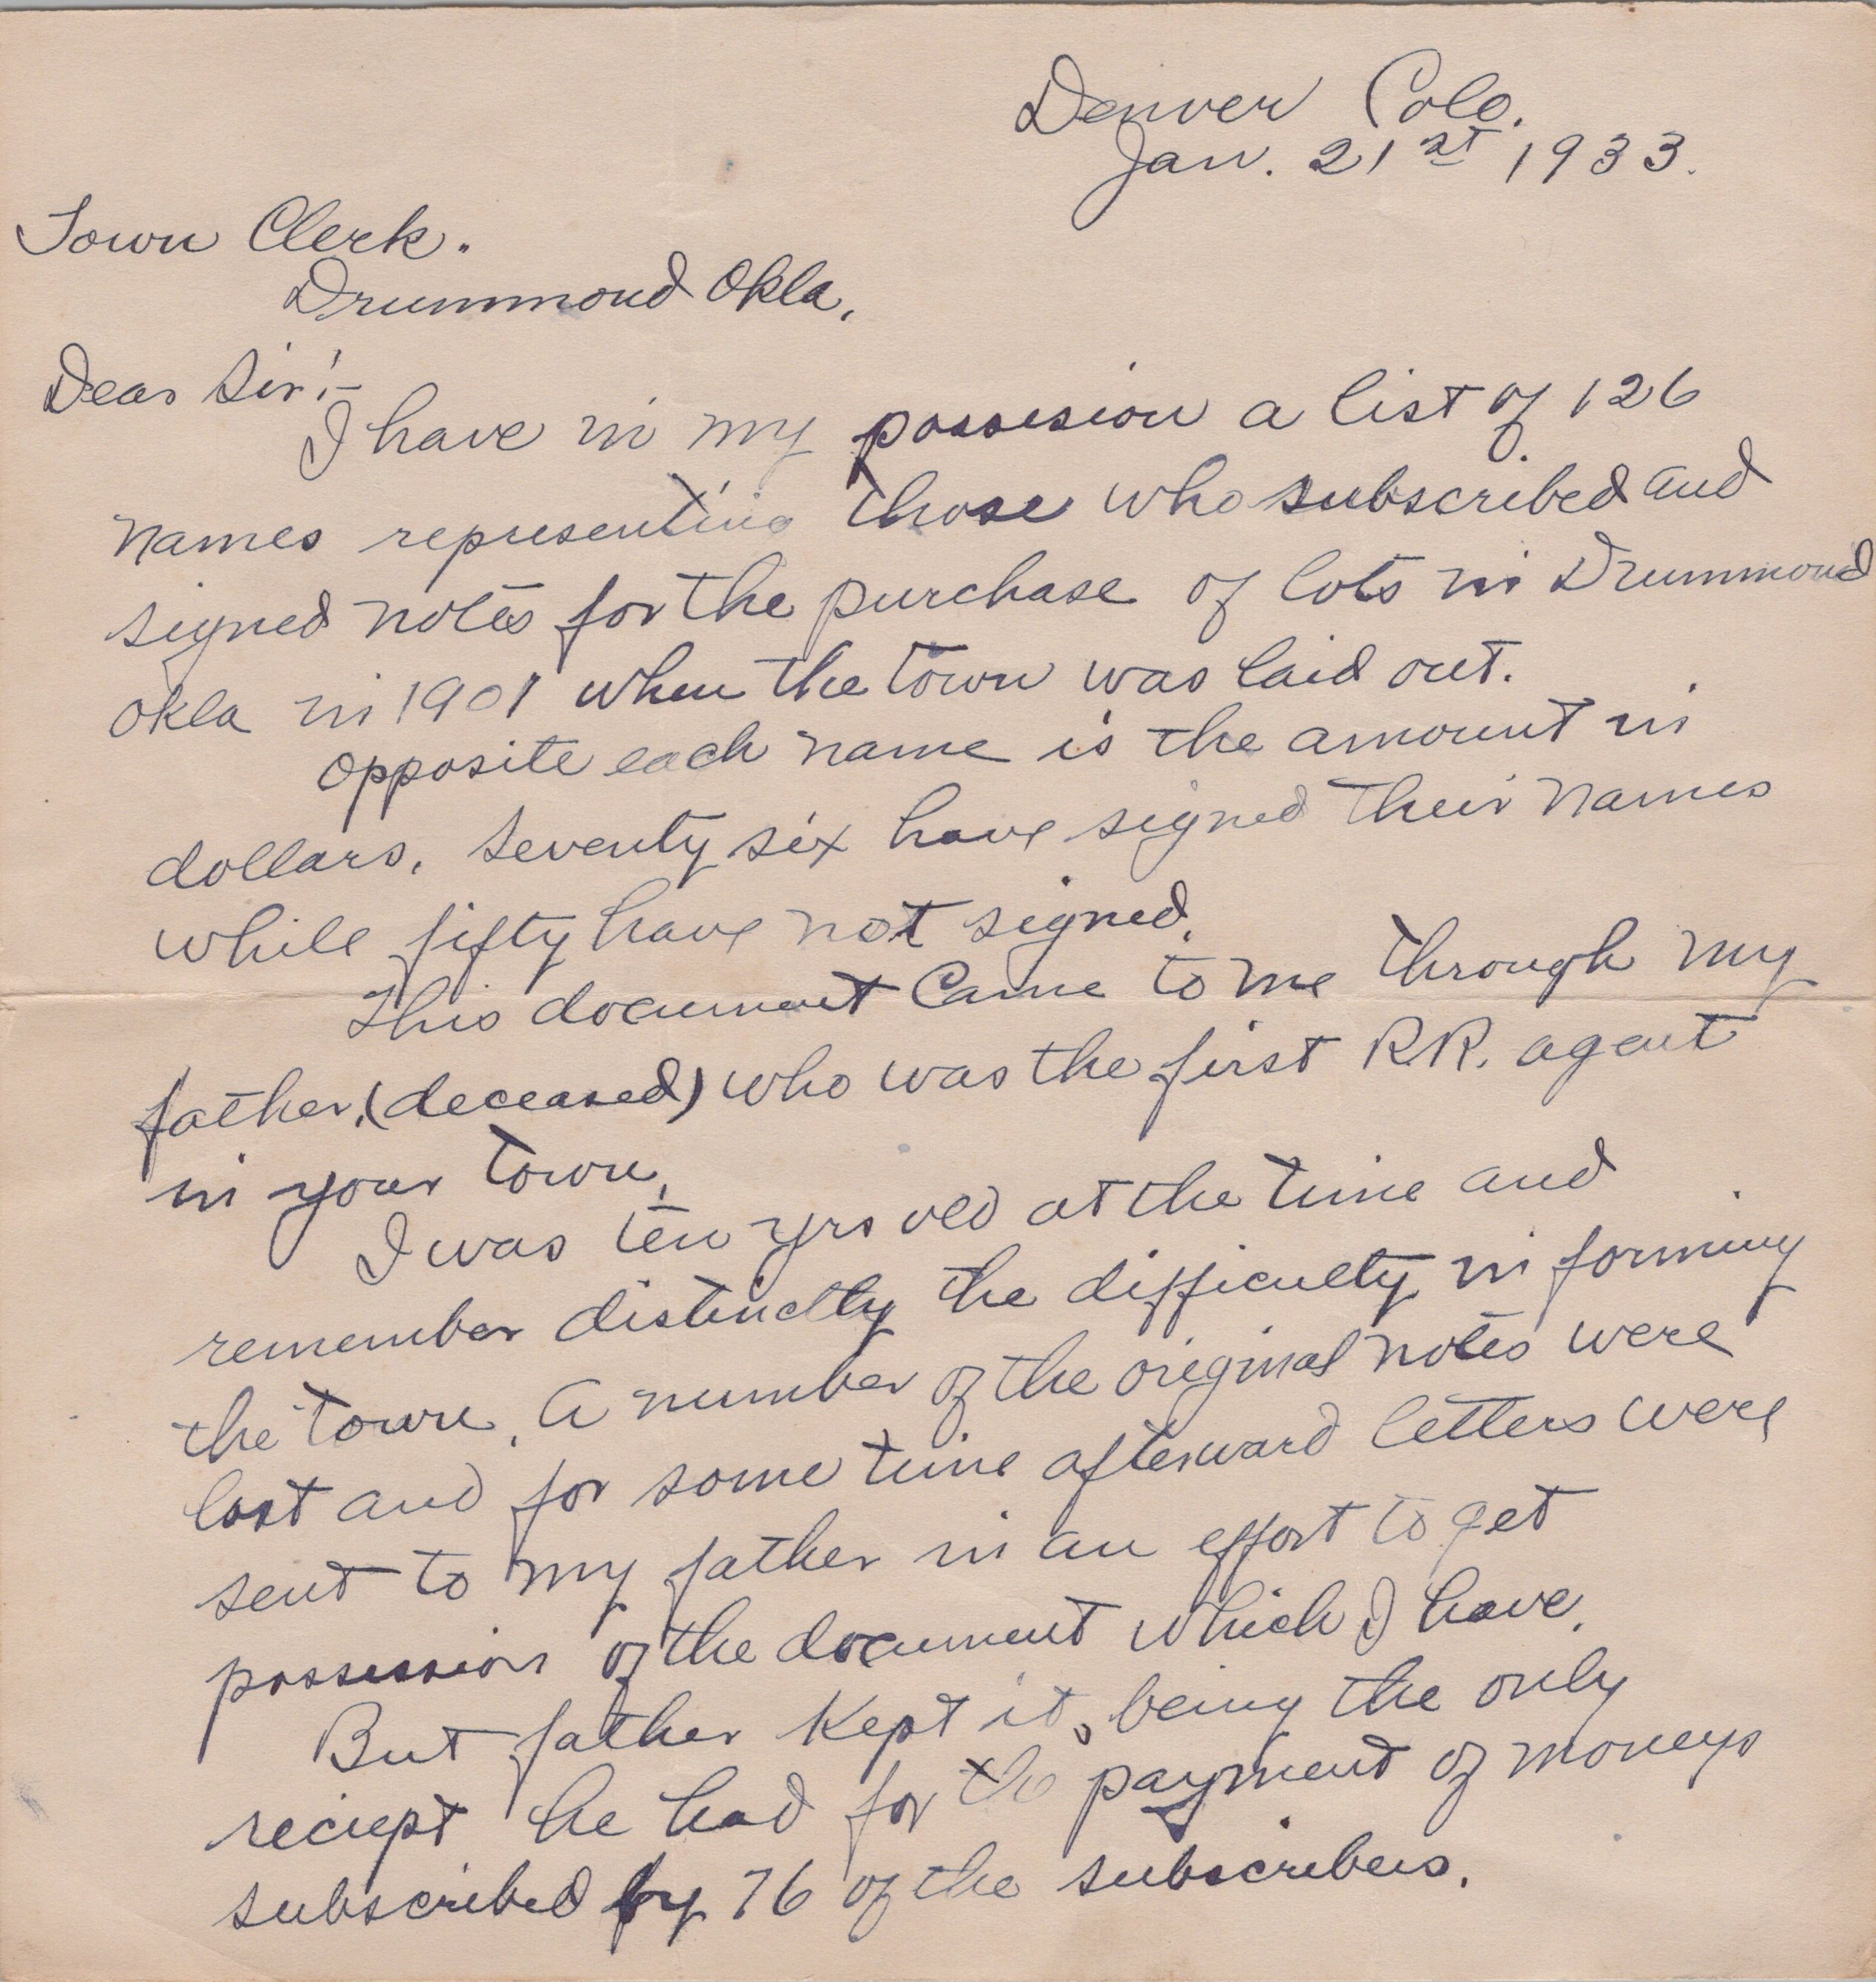 Denver Colo.
Jan. 21st 1933.
Town Clerk.
Drummond Okla.
Dear Sir:-
I have in my possesion a list of 126
names representing those who subscribed and
signed notes for the purchase of lots in Drummond
Okla in 1901 when the town was laid out.
Opposite each name is the amount in
dollars. Seventy six have signed their names
while fifty have not signed.
This document came to me through my
father, (deceased) who was the first RR. agent
in your town.
I was ten yrs old at the time and
remember distinctly the difficulty in forming
the town. A number of the original notes were
lost and for some time afterward letters were
sent to my father in an effort to get
possession of the document which I have.
But father kept it, being the only
reciept he had for the payment of moneys
subscribed by 76 of the subscribers.